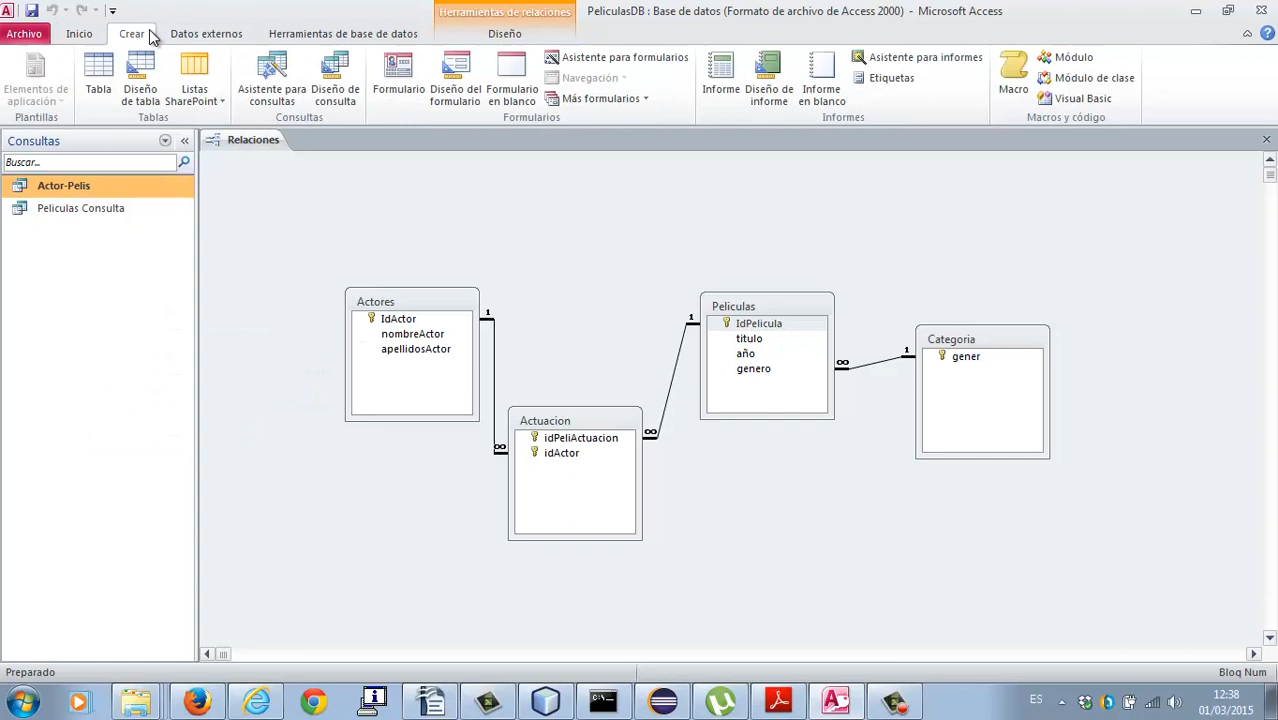 PeliculasDB : Base de datos (Formato de archivo de Access 2000) - Microsoft Access
Herramientas de relaciones
Archivo
Inicio
Crear
Datos externos
Herramientas de base de datos
Diseño
Elementos de aplicación
Tabla
Diseño de tabla
Listas SharePoint
Asistente para consultas
Diseño de consulta
Formulario
Diseño del formulario
Formulario en blanco
Asistente para formularios
Navegación
Más formularios
Informe
Diseño de informe
Informe en blanco
Asistente para informes
Etiquetas
Macro
Módulo
Módulo de clase
Visual Basic
Plantillas
Tablas
Consultas
Formularios
Informes
Macros y código
Consultas
Buscar...
Actor-Pelis
Peliculas Consulta
Relaciones
Actores
IdActor
nombreActor
apellidosActor
1
∞
Actuacion
idPeliActuacion
idActor
∞
1
Peliculas
IdPelicula
titulo
año
genero
∞
1
Categoria
gener
Preparado
Bloq Num
ES
12:38
01/03/2015